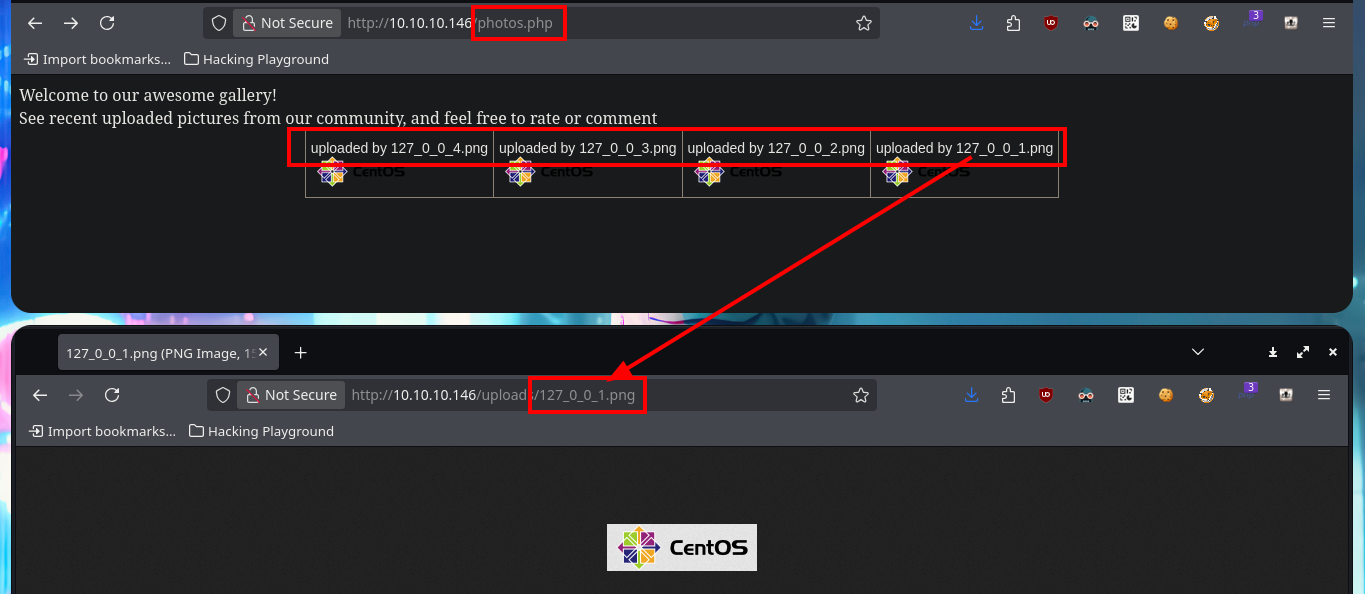 Not Secure http://10.10.10.146/photos.php 3
Import bookmarks... Hacking Playground
Welcome to our awesome gallery!
See recent uploaded pictures from our community, and feel free to rate or comment
uploaded by 127_0_0_4.png uploaded by 127_0_0_3.png uploaded by 127_0_0_2.png uploaded by 127_0_0_1.png
CentOS CentOS CentOS CentOS
127_0_0_1.png (PNG Image, 15
Not Secure http://10.10.10.146/uploads/127_0_0_1.png 3
Import bookmarks... Hacking Playground
CentOS